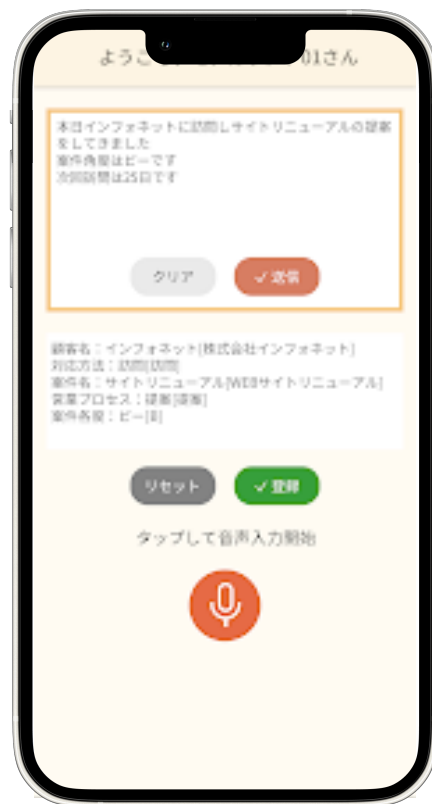 ようこ
01さん
本日インフォネットに訪問しサイトリニューアルの提案
をしてきました
案件角度はビーです
次回訪問は25日です
クリア
✓ 送信
顧客名：インフォネット[株式会社インフォネット]
対応方法：訪問[訪問]
案件名：サイトリニューアル[WEBサイトリニューアル]
営業プロセス：提案[提案]
案件各度：ビー[B]
リセット
✓ 登録
タップして音声入力開始